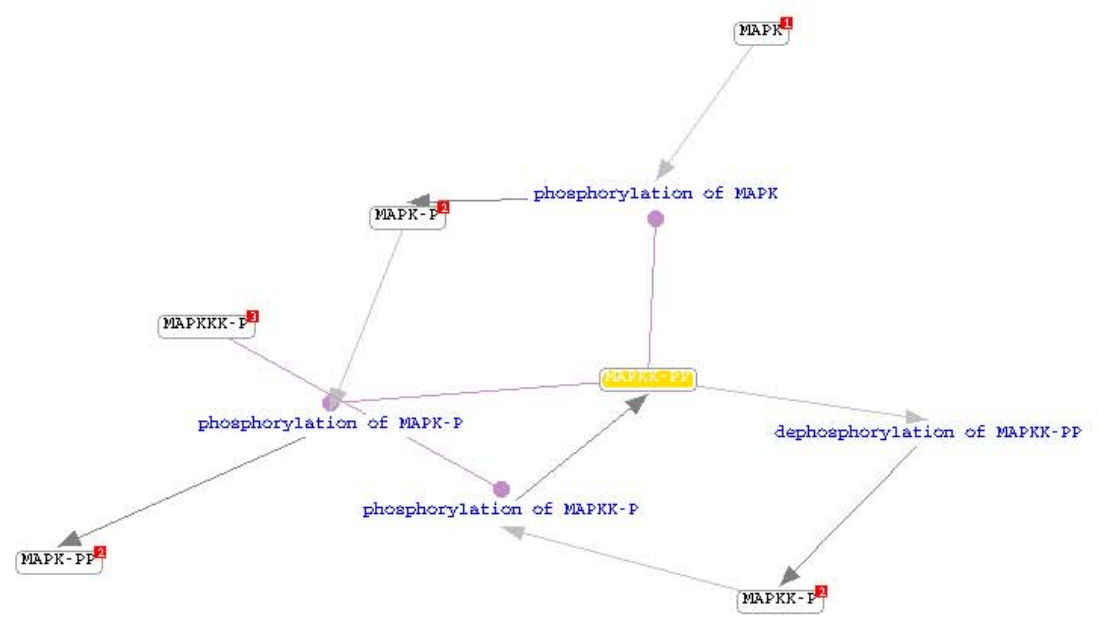 MAPK 1
phosphorylation of MAPK
MAPK-P 2
MAPKKK-P 3
MAPKK-PP
phosphorylation of MAPK-P
dephosphorylation of MAPKK-PP
phosphorylation of MAPKK-P
MAPK-PP 2
MAPKK-P 2